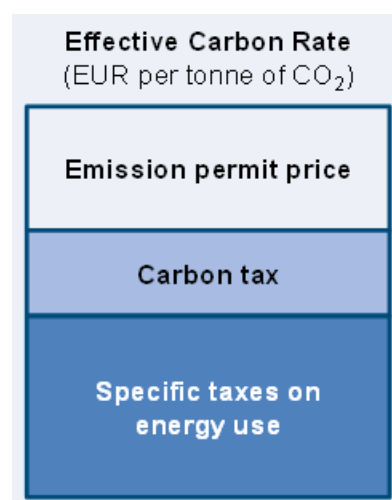 Effective Carbon Rate
(EUR per tonne of CO₂)
Emission permit price
Carbon tax
Specific taxes on
energy use